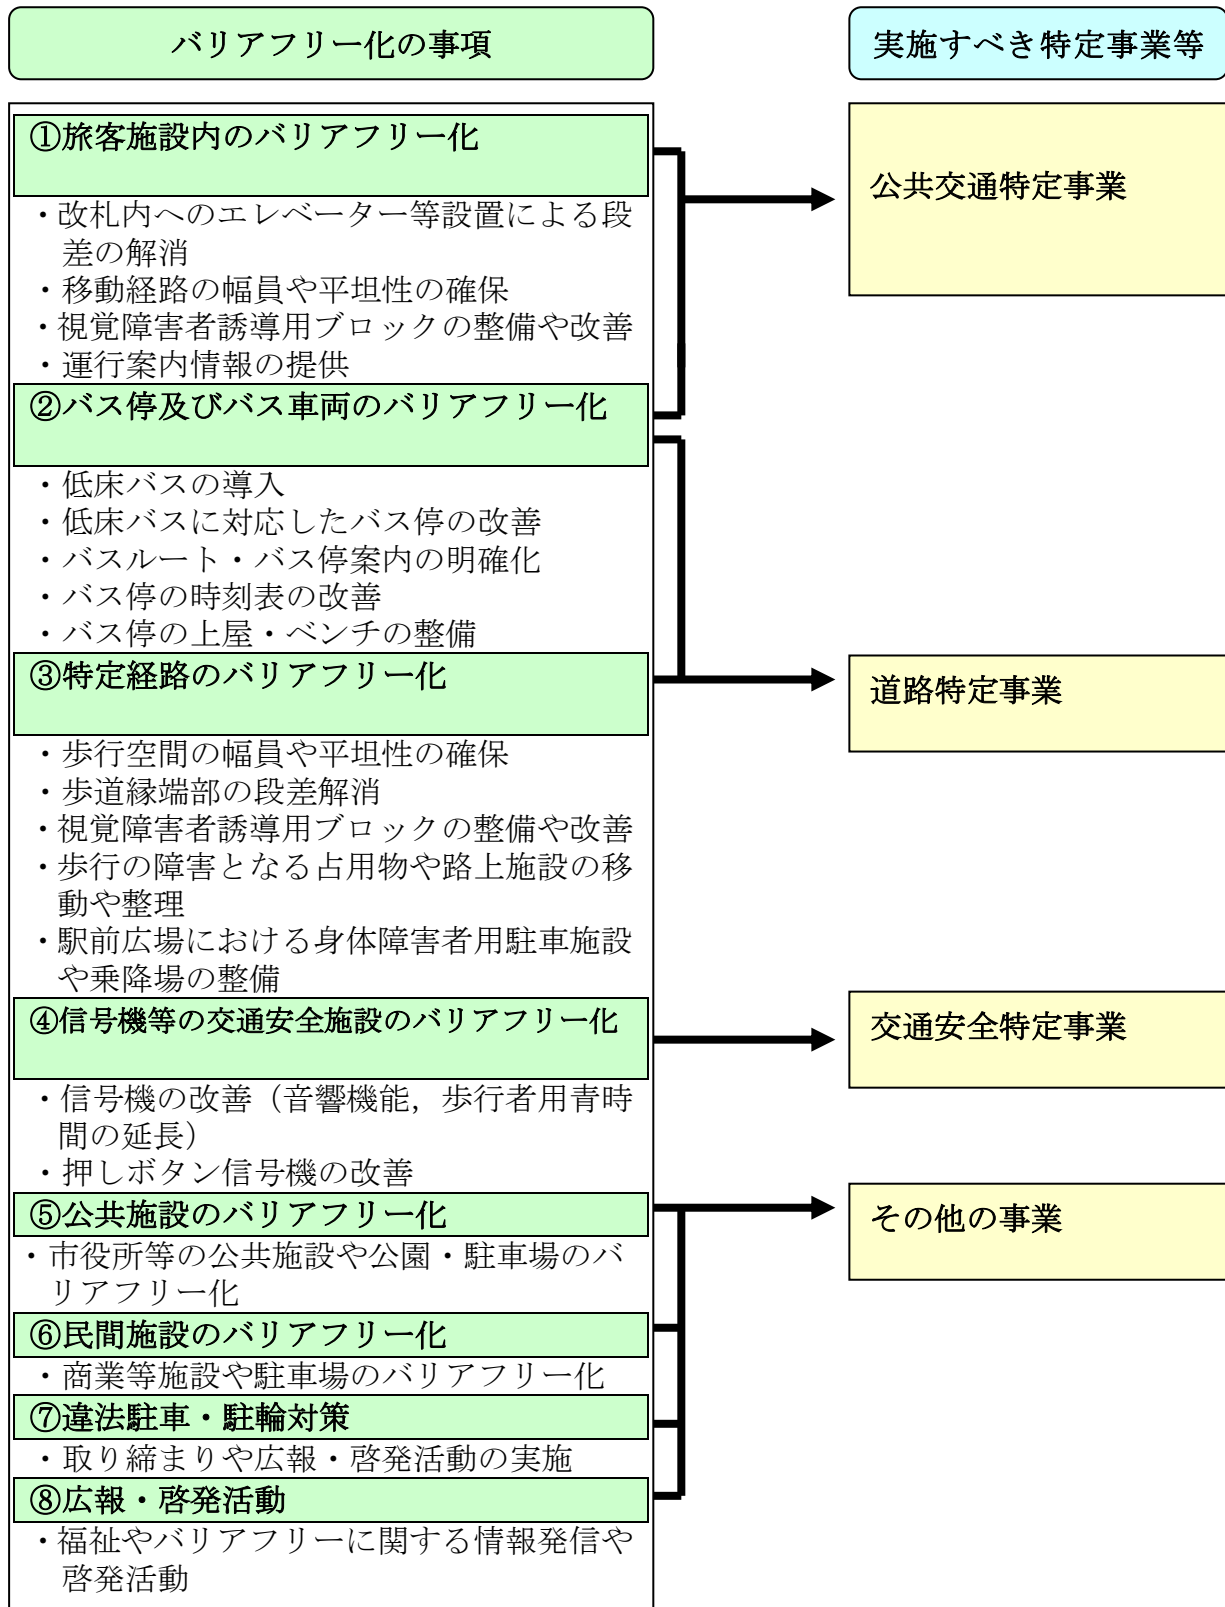 バリアフリー化の事項
実施すべき特定事業等
①旅客施設内のバリアフリー化
・改札内へのエレベーター等設置による段
差の解消
・移動経路の幅員や平坦性の確保
・視覚障害者誘導用ブロックの整備や改善
・運行案内情報の提供
②バス停及びバス車両のバリアフリー化
・低床バスの導入
・低床バスに対応したバス停の改善
・バスルート・バス停案内の明確化
・バス停の時刻表の改善
・バス停の上屋・ベンチの整備
③特定経路のバリアフリー化
・歩行空間の幅員や平坦性の確保
・歩道縁端部の段差解消
・視覚障害者誘導用ブロックの整備や改善
・歩行の障害となる占用物や路上施設の移
動や整理
・駅前広場における身体障害者用駐車施設
や乗降場の整備
④信号機等の交通安全施設のバリアフリー化
・信号機の改善（音響機能，歩行者用青時
間の延長）
・押しボタン信号機の改善
⑤公共施設のバリアフリー化
・市役所等の公共施設や公園・駐車場のバ
リアフリー化
⑥民間施設のバリアフリー化
・商業等施設や駐車場のバリアフリー化
⑦違法駐車・駐輪対策
・取り締まりや広報・啓発活動の実施
⑧広報・啓発活動
・福祉やバリアフリーに関する情報発信や
啓発活動
公共交通特定事業
道路特定事業
交通安全特定事業
その他の事業